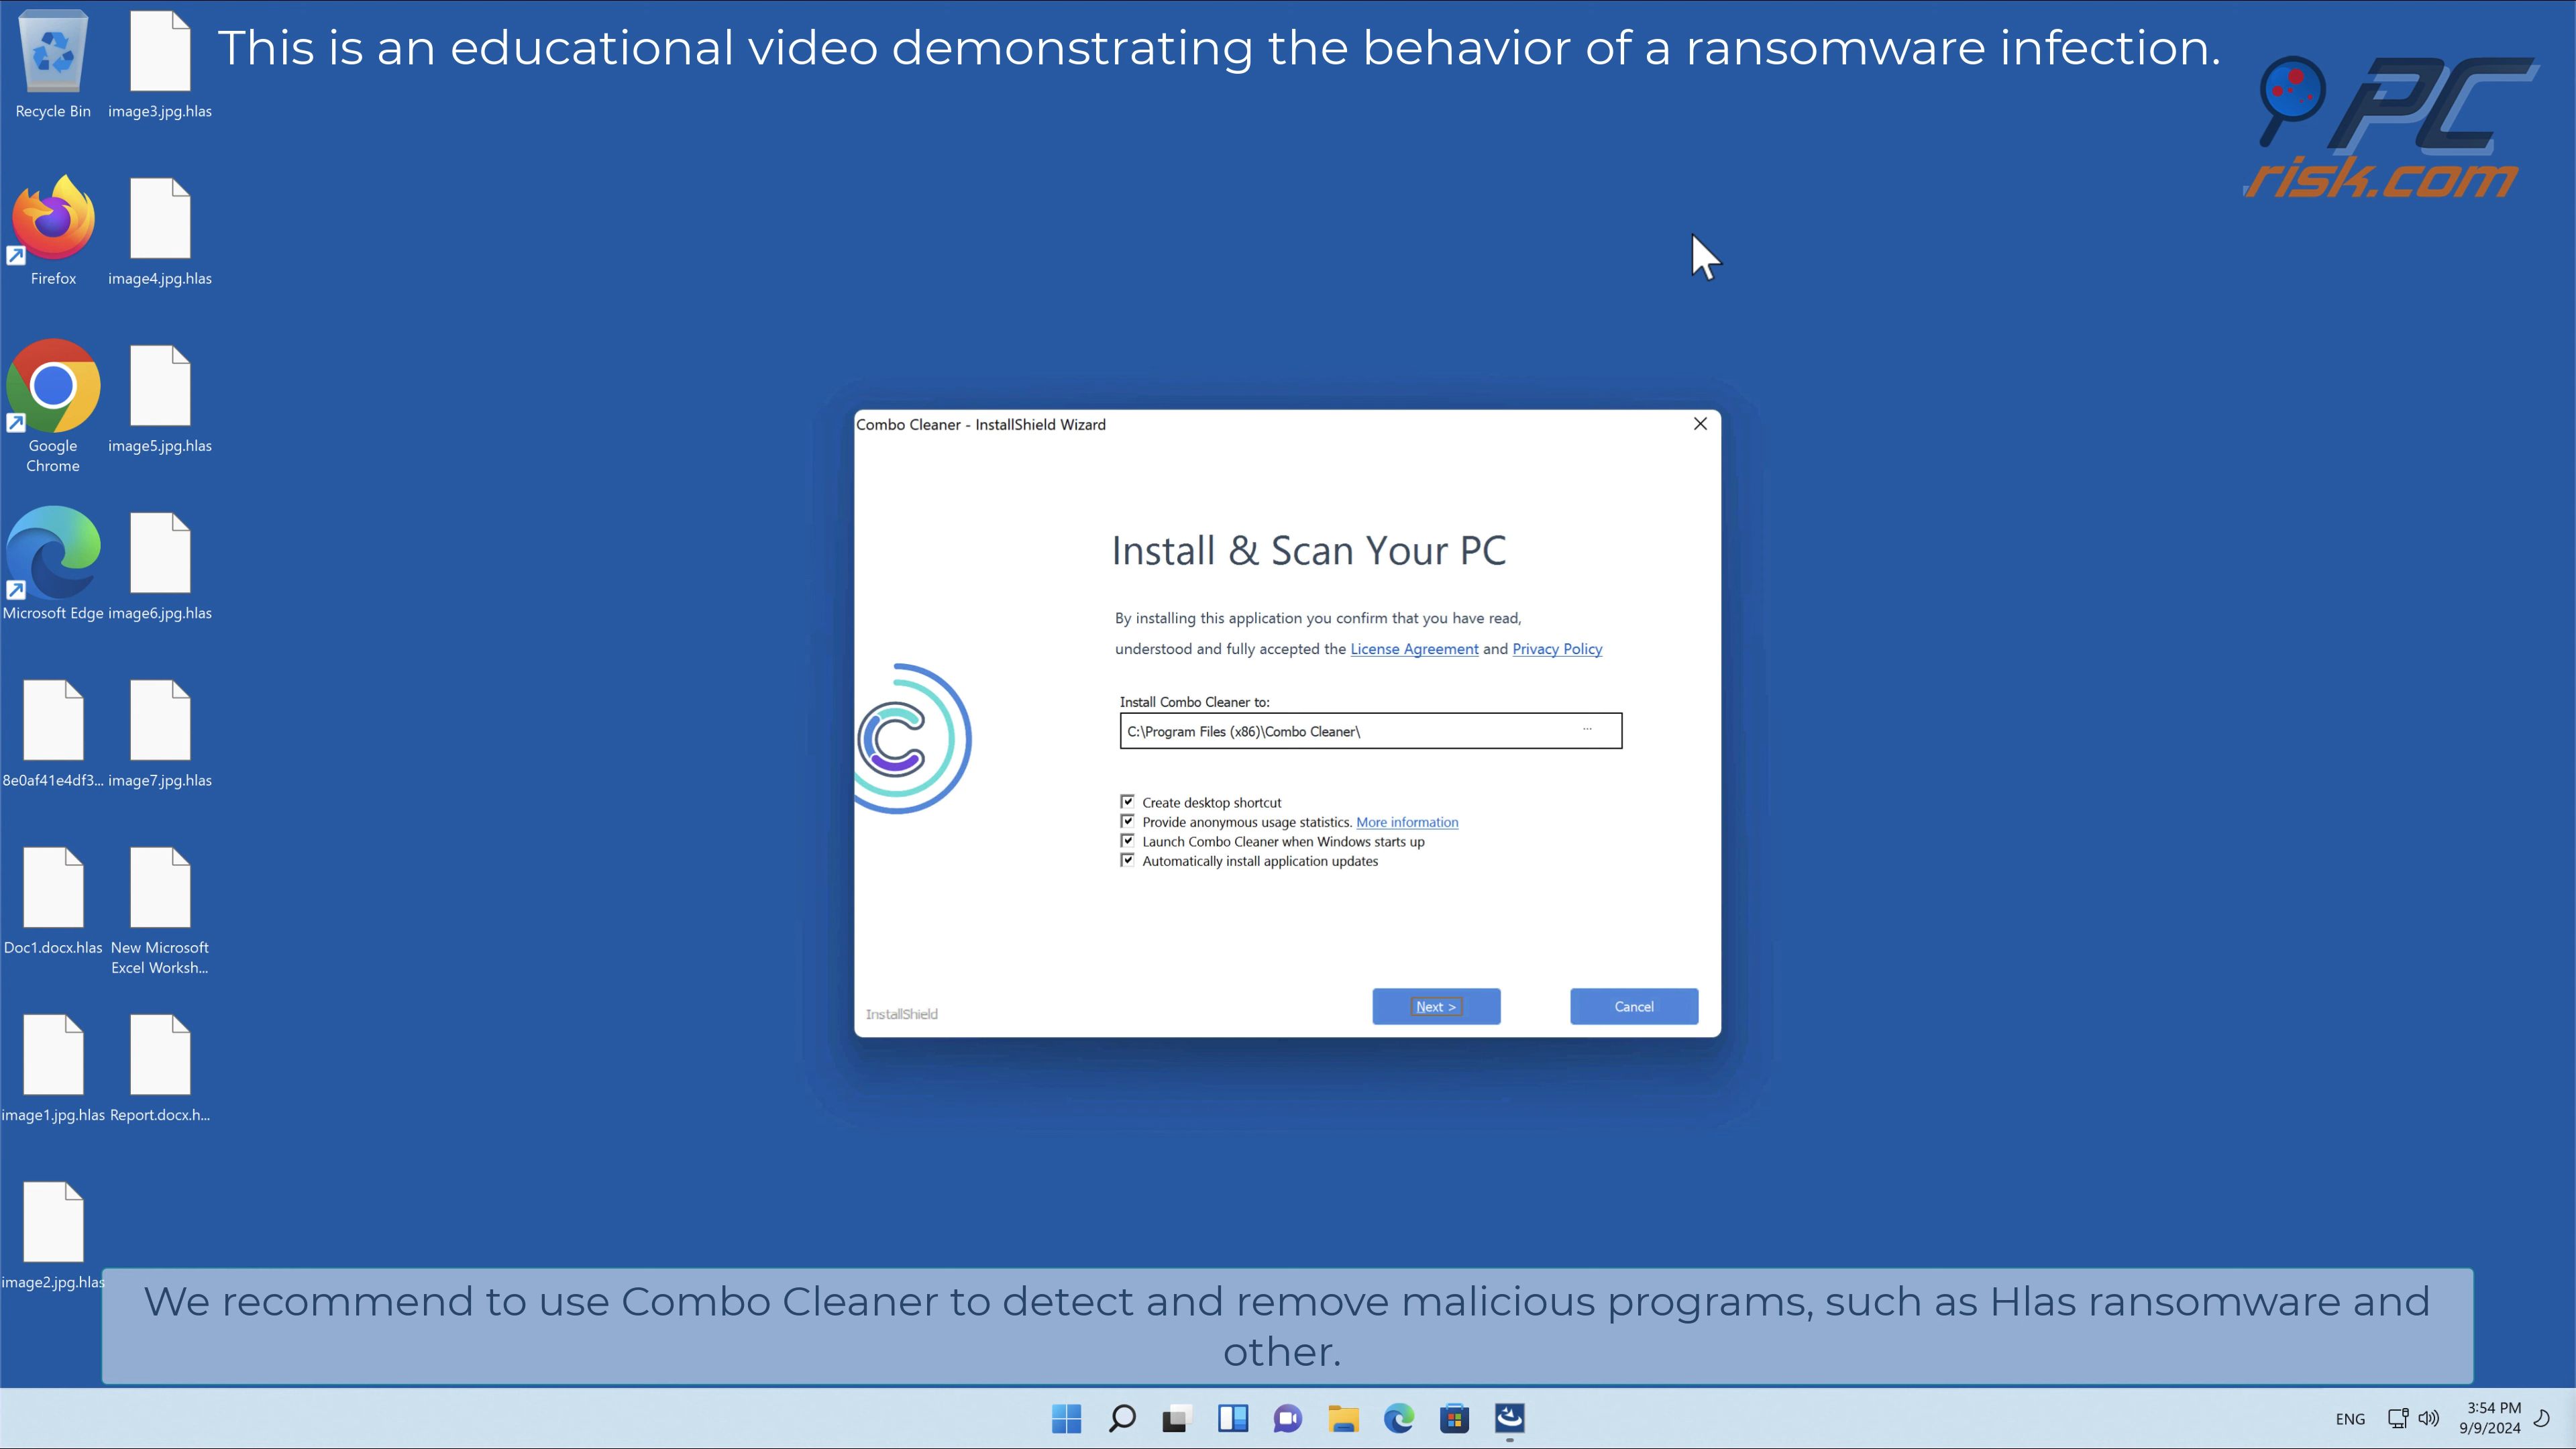 This is an educational video demonstrating the behavior of a ransomware infection.
PC
risk.com
Recycle Bin
image3.jpg.hlas
Firefox
image4.jpg.hlas
Google
Chrome
image5.jpg.hlas
Microsoft Edge
image6.jpg.hlas
8e0af41e4df3...
image7.jpg.hlas
Doc1.docx.hlas
New Microsoft
Excel Worksh...
image1.jpg.hlas
Report.docx.h...
image2.jpg.hlas
Combo Cleaner - InstallShield Wizard
Install & Scan Your PC
By installing this application you confirm that you have read,
understood and fully accepted the License Agreement and Privacy Policy
Install Combo Cleaner to:
C:\Program Files (x86)\Combo Cleaner\ ...
Create desktop shortcut
Provide anonymous usage statistics. More information
Launch Combo Cleaner when Windows starts up
Automatically install application updates
InstallShield
Next >
Cancel
We recommend to use Combo Cleaner to detect and remove malicious programs, such as Hlas ransomware and
other.
ENG
3:54 PM
9/9/2024